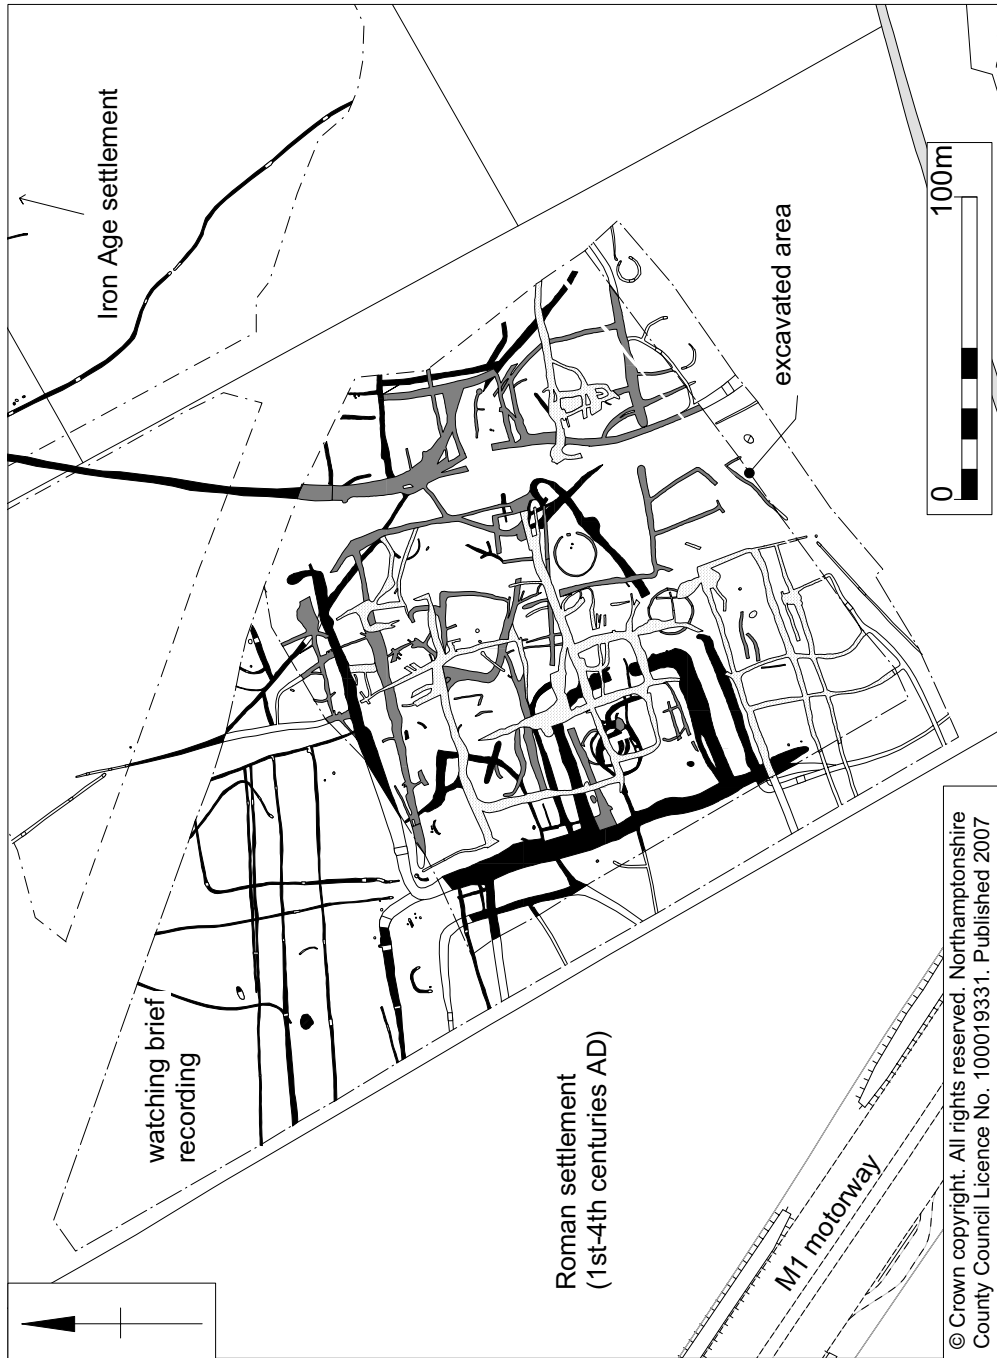 Iron Age settlement
watching brief
recording
excavated area
Roman settlement
(1st-4th centuries AD)
M1 motorway
0
100m
© Crown copyright. All rights reserved. Northamptonshire
County Council Licence No. 100019331. Published 2007